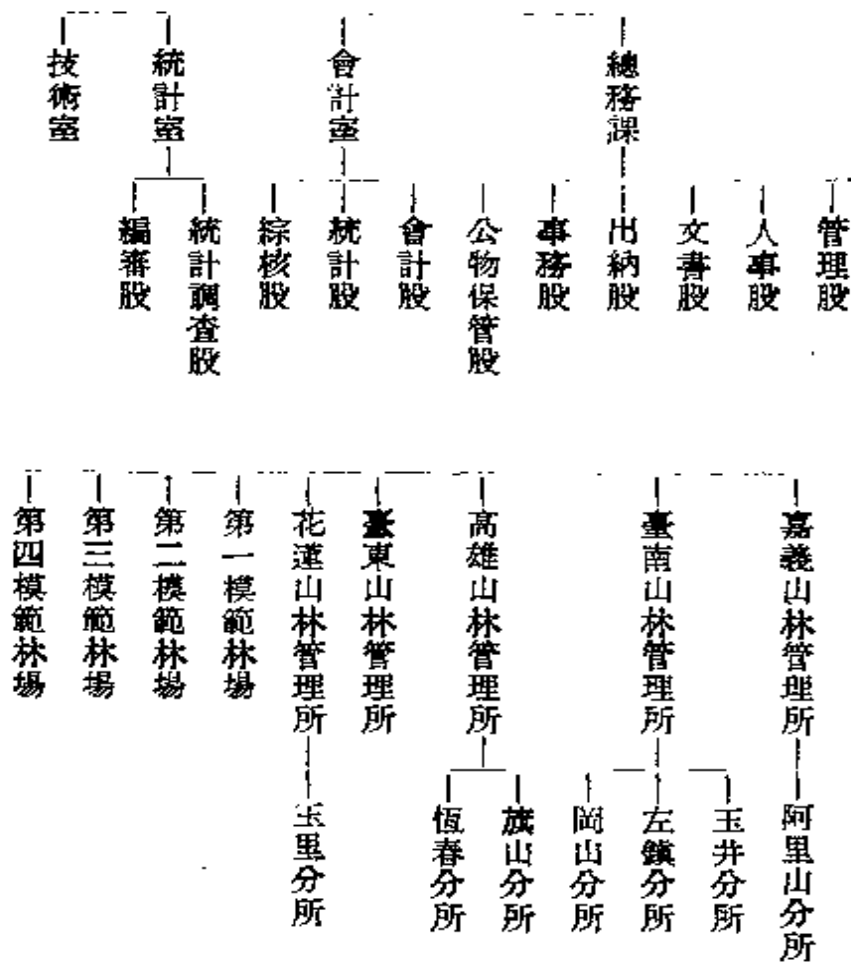 總務課
會計室
統計室
技術室
管理股
人事股
文書股
出納股
事務股
公物保管股
會計股
統計股
綜核股
統計調查股
編審股
嘉義山林管理所
臺南山林管理所
高雄山林管理所
臺東山林管理所
花蓮山林管理所
第一模範林場
第二模範林場
第三模範林場
第四模範林場
阿里山分所
玉井分所
左鎮分所
岡山分所
旗山分所
恆春分所
玉里分所